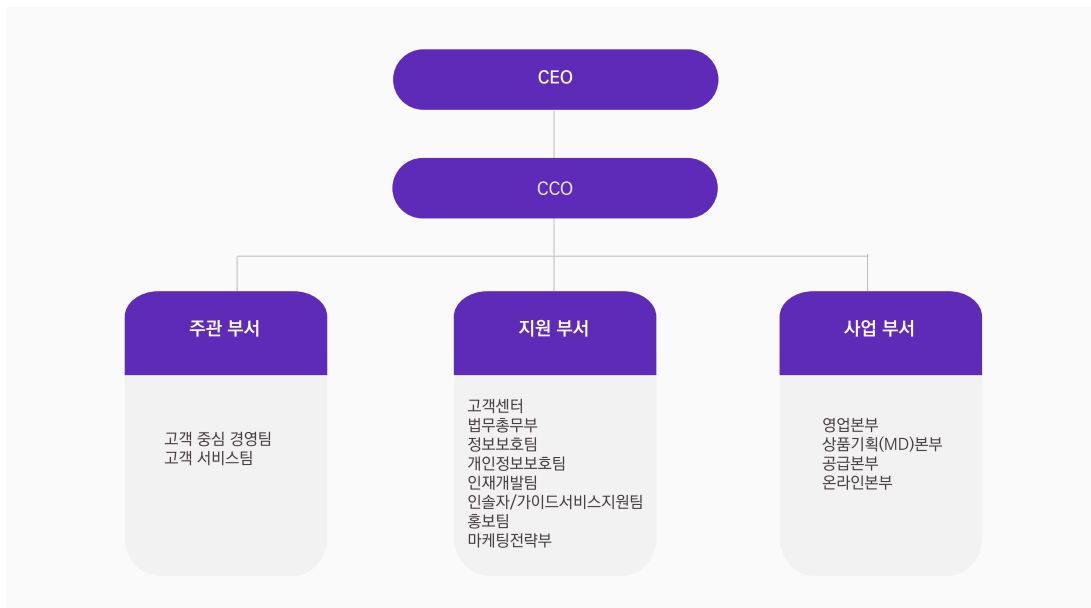 CEO
CCO
주관 부서
고객 중심 경영팀
고객 서비스팀
지원 부서
고객센터
법무총무부
정보보호팀
개인정보보호팀
인재개발팀
인솔자/가이드서비스지원팀
홍보팀
마케팅전략부
사업 부서
영업본부
상품기획(MD)본부
공급본부
온라인본부